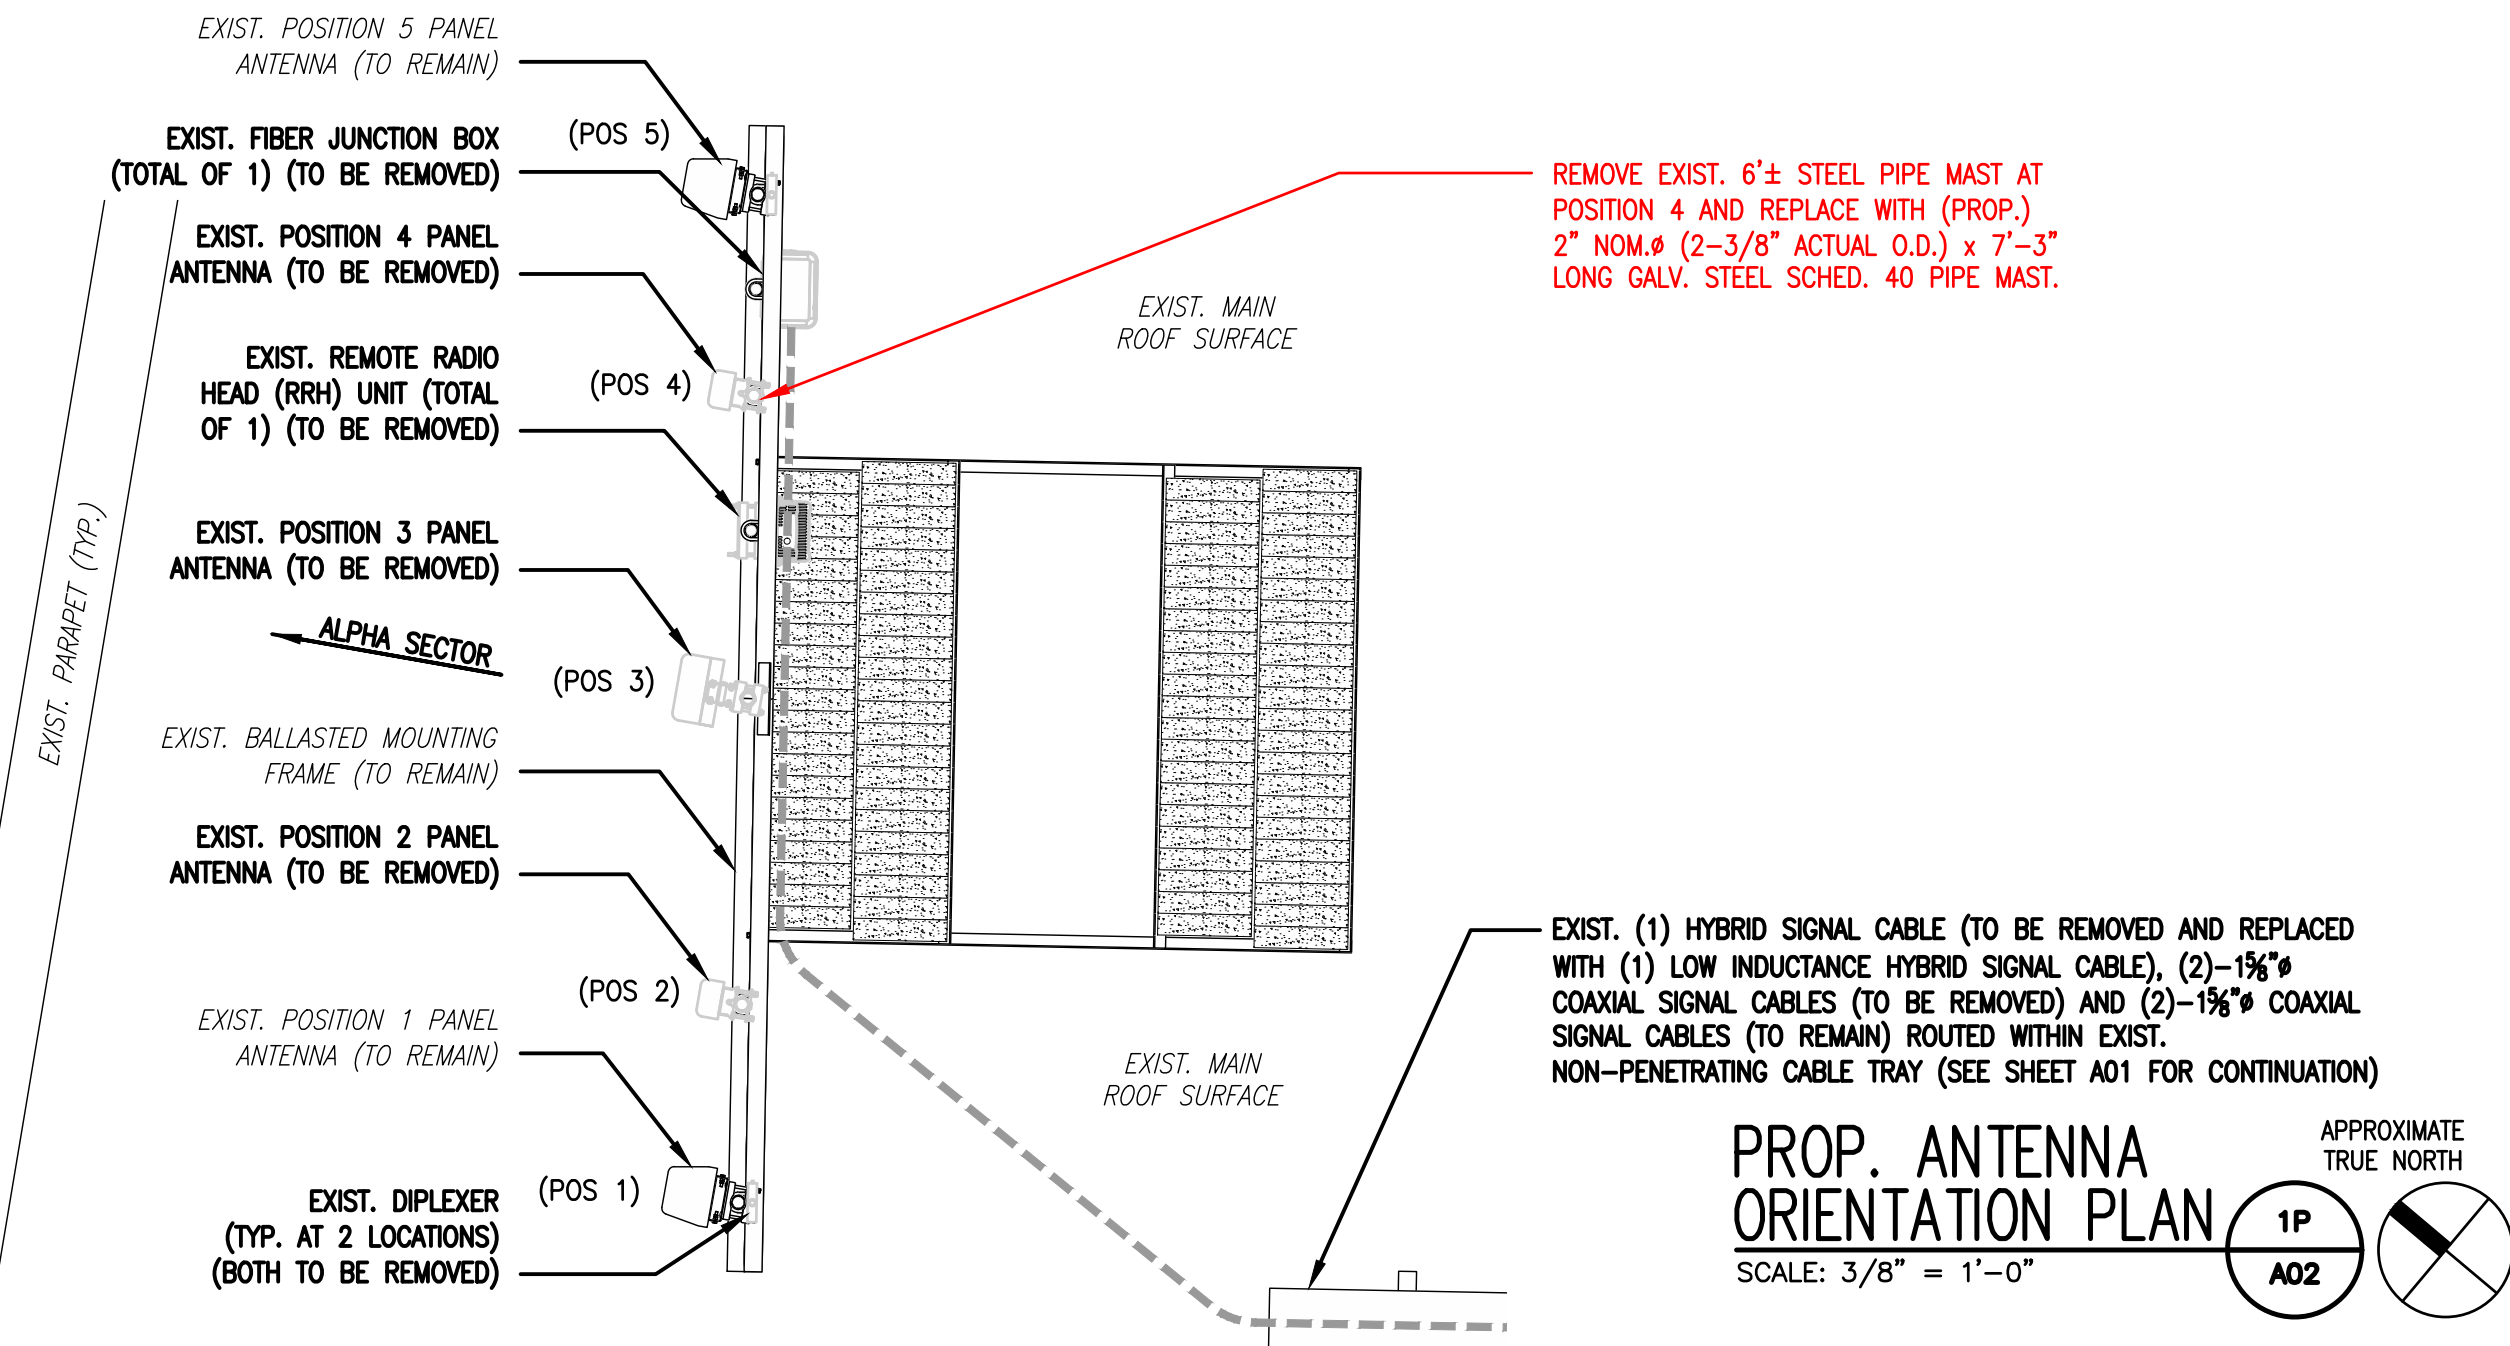 EXIST. POSITION 5 PANEL
ANTENNA (TO REMAIN)
EXIST. FIBER JUNCTION BOX
(TOTAL OF 1) (TO BE REMOVED)
(POS 5)
EXIST. POSITION 4 PANEL
ANTENNA (TO BE REMOVED)
EXIST. REMOTE RADIO
HEAD (RRH) UNIT (TOTAL
OF 1) (TO BE REMOVED)
(POS 4)
EXIST. POSITION 3 PANEL
ANTENNA (TO BE REMOVED)
EXIST. PARAPET (TYP.)
ALPHA SECTOR
(POS 3)
EXIST. BALLASTED MOUNTING
FRAME (TO REMAIN)
EXIST. POSITION 2 PANEL
ANTENNA (TO BE REMOVED)
(POS 2)
EXIST. POSITION 1 PANEL
ANTENNA (TO REMAIN)
(POS 1)
EXIST. DIPLEXER
(TYP. AT 2 LOCATIONS)
(BOTH TO BE REMOVED)
REMOVE EXIST. 6'± STEEL PIPE MAST AT
POSITION 4 AND REPLACE WITH (PROP.)
2" NOM.ø (2-3/8" ACTUAL O.D.) x 7'-3"
LONG GALV. STEEL SCHED. 40 PIPE MAST.
EXIST. MAIN
ROOF SURFACE
EXIST. MAIN
ROOF SURFACE
EXIST. (1) HYBRID SIGNAL CABLE (TO BE REMOVED AND REPLACED
WITH (1) LOW INDUCTANCE HYBRID SIGNAL CABLE), (2)-1⅝"ø
COAXIAL SIGNAL CABLES (TO BE REMOVED) AND (2)-1⅝"ø COAXIAL
SIGNAL CABLES (TO REMAIN) ROUTED WITHIN EXIST.
NON-PENETRATING CABLE TRAY (SEE SHEET A01 FOR CONTINUATION)
PROP. ANTENNA
ORIENTATION PLAN
SCALE: 3/8" = 1'-0"
1P
A02
APPROXIMATE
TRUE NORTH